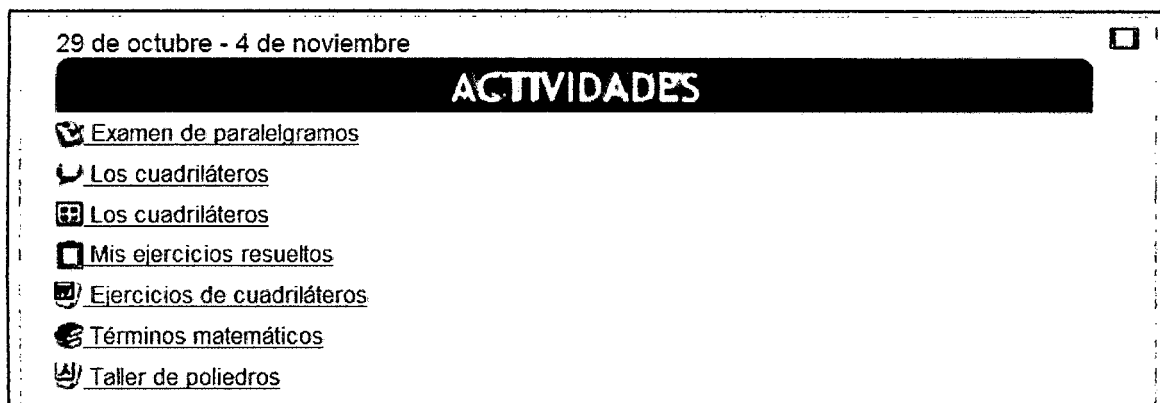 29 de octubre - 4 de noviembre
ACTIVIDADES
Examen de paralelgramos
Los cuadriláteros
Los cuadriláteros
Mis ejercicios resueltos
Ejercicios de cuadriláteros
Términos matemáticos
Taller de poliedros